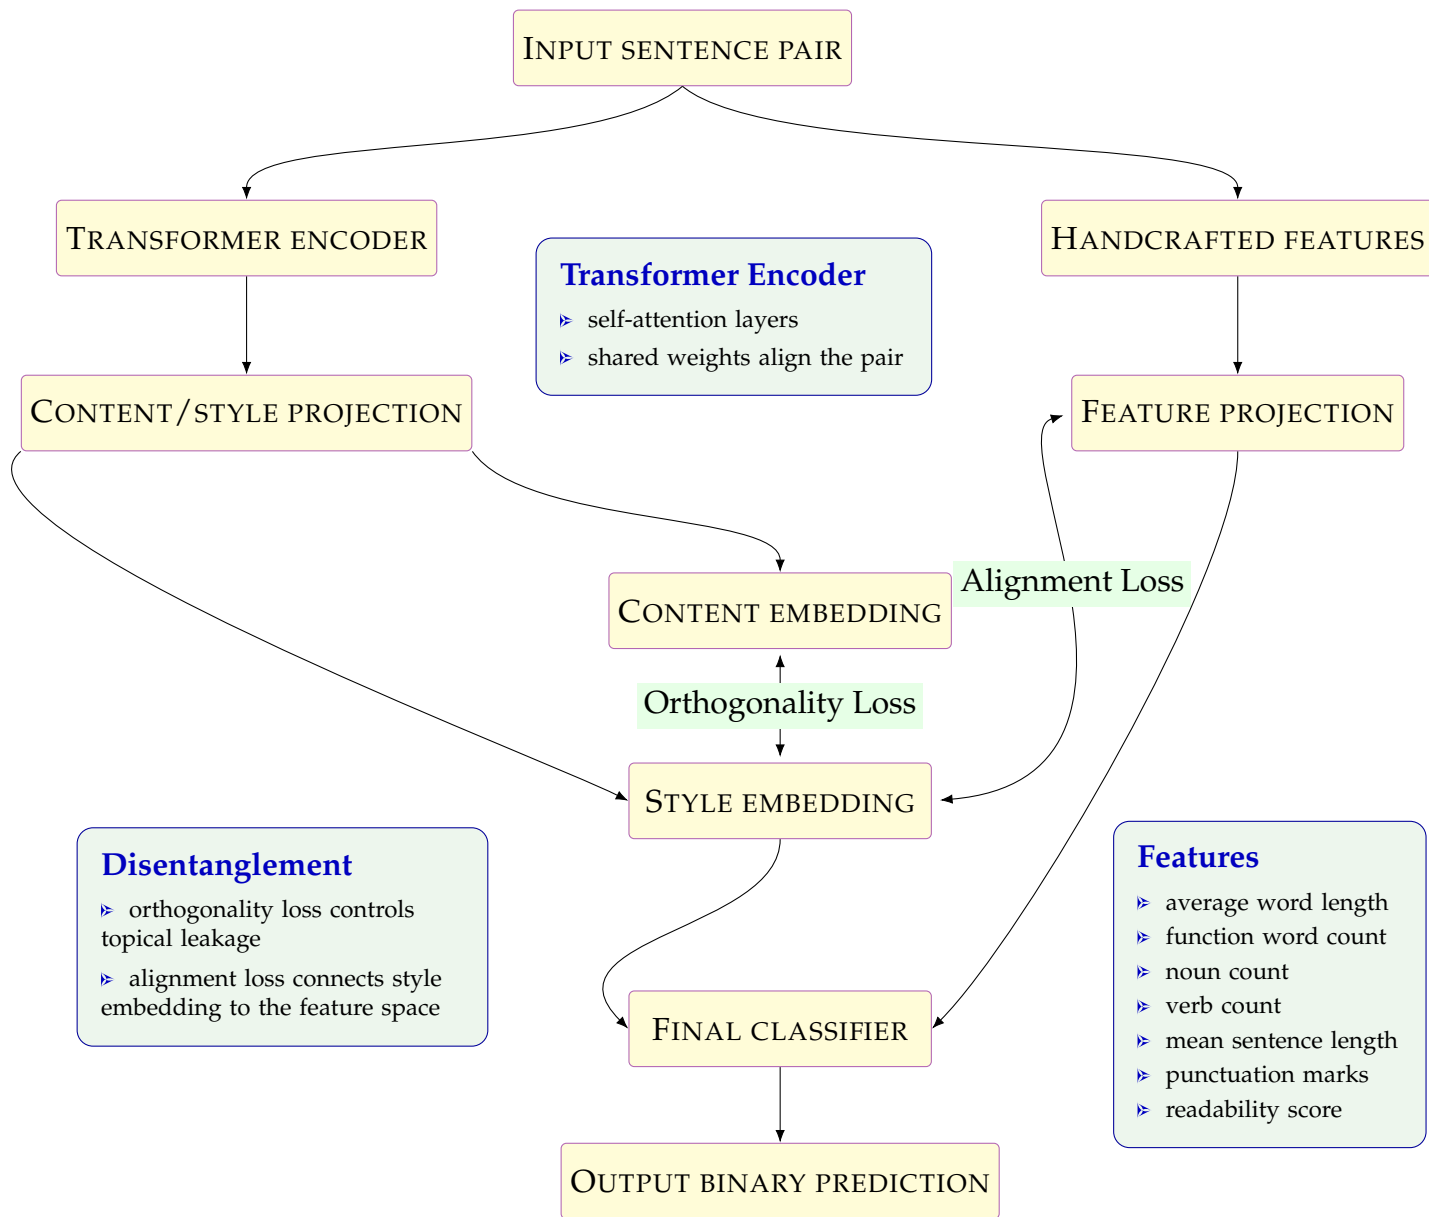 INPUT SENTENCE PAIR
TRANSFORMER ENCODER
HANDCRAFTED FEATURES
Transformer Encoder
self-attention layers
shared weights align the pair
CONTENT/STYLE PROJECTION
FEATURE PROJECTION
Alignment Loss
CONTENT EMBEDDING
Orthogonality Loss
STYLE EMBEDDING
Disentanglement
orthogonality loss controls
topical leakage
alignment loss connects style
embedding to the feature space
Features
average word length
function word count
noun count
verb count
mean sentence length
punctuation marks
readability score
FINAL CLASSIFIER
OUTPUT BINARY PREDICTION